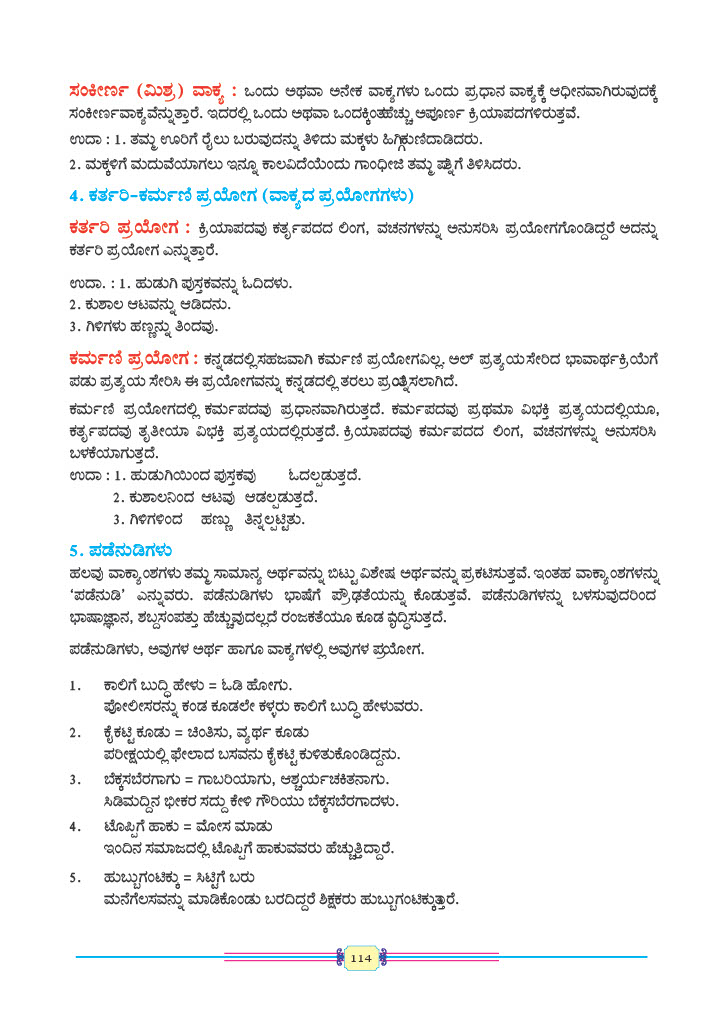 ಸಂಕೀರ್ಣ (ಮಿಶ್ರ) ವಾಕ್ಯ : ಒಂದು ಅಥವಾ ಅನೇಕ ವಾಕ್ಯಗಳು ಒಂದು ಪ್ರಧಾನ ವಾಕ್ಯಕ್ಕೆ ಆಧೀನವಾಗಿರುವುದಕ್ಕೆ
ಸಂಕೀರ್ಣವಾಕ್ಯವೆನ್ನುತ್ತಾರೆ. ಇದರಲ್ಲಿ ಒಂದು ಅಥವಾ ಒಂದಕ್ಕಿಂತಹೆಚ್ಚು ಅಪೂರ್ಣ ಕ್ರಿಯಾಪದಗಳಿರುತ್ತವೆ.
ಉದಾ : 1. ತಮ್ಮ ಊರಿಗೆ ರೈಲು ಬರುವುದನ್ನು ತಿಳಿದು ಮಕ್ಕಳು ಹಿಗ್ಗಿಕುಣಿದಾಡಿದರು.
2. ಮಕ್ಕಳಿಗೆ ಮದುವೆಯಾಗಲು ಇನ್ನೂ ಕಾಲವಿದೆಯೆಂದು ಗಾಂಧೀಜಿ ತಮ್ಮ ಪತ್ನಿಗೆ ತಿಳಿಸಿದರು.
4. ಕರ್ತರಿ-ಕರ್ಮಣಿ ಪ್ರಯೋಗ (ವಾಕ್ಯದ ಪ್ರಯೋಗಗಳು)
ಕರ್ತರಿ ಪ್ರಯೋಗ : ಕ್ರಿಯಾಪದವು ಕರ್ತೃಪದದ ಲಿಂಗ, ವಚನಗಳನ್ನು ಅನುಸರಿಸಿ ಪ್ರಯೋಗಗೊಂಡಿದ್ದರೆ ಅದನ್ನು
ಕರ್ತರಿ ಪ್ರಯೋಗ ಎನ್ನುತ್ತಾರೆ.
ಉದಾ. : 1. ಹುಡುಗಿ ಪುಸ್ತಕವನ್ನು ಓದಿದಳು.
2. ಕುಶಾಲ ಆಟವನ್ನು ಆಡಿದನು.
3. ಗಿಳಿಗಳು ಹಣ್ಣನ್ನು ತಿಂದವು.
ಕರ್ಮಣಿ ಪ್ರಯೋಗ : ಕನ್ನಡದಲ್ಲಿ ಸಹಜವಾಗಿ ಕರ್ಮಣಿ ಪ್ರಯೋಗವಿಲ್ಲ. ಅಲ್ ಪ್ರತ್ಯಯಸೇರಿದ ಭಾವಾರ್ಥಕ್ರಿಯೆಗೆ
ಪಡು ಪ್ರತ್ಯಯ ಸೇರಿಸಿ ಈ ಪ್ರಯೋಗವನ್ನು ಕನ್ನಡದಲ್ಲಿ ತರಲು ಪ್ರಯತ್ನಿಸಲಾಗಿದೆ.
ಕರ್ಮಣಿ ಪ್ರಯೋಗದಲ್ಲಿ ಕರ್ಮಪದವು ಪ್ರಧಾನವಾಗಿರುತ್ತದೆ. ಕರ್ಮಪದವು ಪ್ರಥಮಾ ವಿಭಕ್ತಿ ಪ್ರತ್ಯಯದಲ್ಲಿಯೂ,
ಕರ್ತೃಪದವು ತೃತೀಯಾ ವಿಭಕ್ತಿ ಪ್ರತ್ಯಯದಲ್ಲಿರುತ್ತದೆ. ಕ್ರಿಯಾಪದವು ಕರ್ಮಪದದ ಲಿಂಗ, ವಚನಗಳನ್ನು ಅನುಸರಿಸಿ
ಬಳಕೆಯಾಗುತ್ತದೆ.
ಉದಾ : 1. ಹುಡುಗಿಯಿಂದ ಪುಸ್ತಕವು ಓದಲ್ಪಡುತ್ತದೆ.
2. ಕುಶಾಲನಿಂದ ಆಟವು ಆಡಲ್ಪಡುತ್ತದೆ.
3. ಗಿಳಿಗಳಿಂದ ಹಣ್ಣು ತಿನ್ನಲ್ಪಟ್ಟಿತು.
5. ಪಡೆನುಡಿಗಳು
ಹಲವು ವಾಕ್ಯಾಂಶಗಳು ತಮ್ಮ ಸಾಮಾನ್ಯ ಅರ್ಥವನ್ನು ಬಿಟ್ಟು ವಿಶೇಷ ಅರ್ಥವನ್ನು ಪ್ರಕಟಿಸುತ್ತವೆ. ಇಂತಹ ವಾಕ್ಯಾಂಶಗಳನ್ನು
‘ಪಡೆನುಡಿ’ ಎನ್ನುವರು. ಪಡೆನುಡಿಗಳು ಭಾಷೆಗೆ ಪ್ರೌಢತೆಯನ್ನು ಕೊಡುತ್ತವೆ. ಪಡೆನುಡಿಗಳನ್ನು ಬಳಸುವುದರಿಂದ
ಭಾಷಾಜ್ಞಾನ, ಶಬ್ದಸಂಪತ್ತು ಹೆಚ್ಚುವುದಲ್ಲದೆ ರಂಜಕತೆಯೂ ಕೂಡ ವೃದ್ಧಿಸುತ್ತದೆ.
ಪಡೆನುಡಿಗಳು, ಅವುಗಳ ಅರ್ಥ ಹಾಗೂ ವಾಕ್ಯಗಳಲ್ಲಿ ಅವುಗಳ ಪ್ರಯೋಗ.
1. ಕಾಲಿಗೆ ಬುದ್ಧಿ ಹೇಳು = ಓಡಿ ಹೋಗು.
ಪೋಲೀಸರನ್ನು ಕಂಡ ಕೂಡಲೇ ಕಳ್ಳರು ಕಾಲಿಗೆ ಬುದ್ಧಿ ಹೇಳುವರು.
2. ಕೈಕಟ್ಟಿಕೂಡು = ಚಿಂತಿಸು, ವ್ಯರ್ಥ ಕೂಡು
ಪರೀಕ್ಷೆಯಲ್ಲಿ ಫೇಲಾದ ಬಸವನು ಕೈಕಟ್ಟಿ ಕುಳಿತುಕೊಂಡಿದ್ದನು.
3. ಬೆಕ್ಕಸಬೆರಗಾಗು = ಗಾಬರಿಯಾಗು, ಆಶ್ಚರ್ಯಚಕಿತನಾಗು.
ಸಿಡಿಮದ್ದಿನ ಭೀಕರ ಸದ್ದು ಕೇಳಿ ಗೌರಿಯು ಬೆಕ್ಕಸಬೆರಗಾದಳು.
4. ಟೊಪ್ಪಿಗೆ ಹಾಕು = ಮೋಸ ಮಾಡು
ಇಂದಿನ ಸಮಾಜದಲ್ಲಿ ಟೊಪ್ಪಿಗೆ ಹಾಕುವವರು ಹೆಚ್ಚುತ್ತಿದ್ದಾರೆ.
5. ಹುಬ್ಬುಗಂಟಿಕ್ಕು = ಸಿಟ್ಟಿಗೆ ಬರು
ಮನೆಗೆಲಸವನ್ನು ಮಾಡಿಕೊಂಡು ಬರದಿದ್ದರೆ ಶಿಕ್ಷಕರು ಹುಬ್ಬುಗಂಟಿಕ್ಕುತ್ತಾರೆ.
114